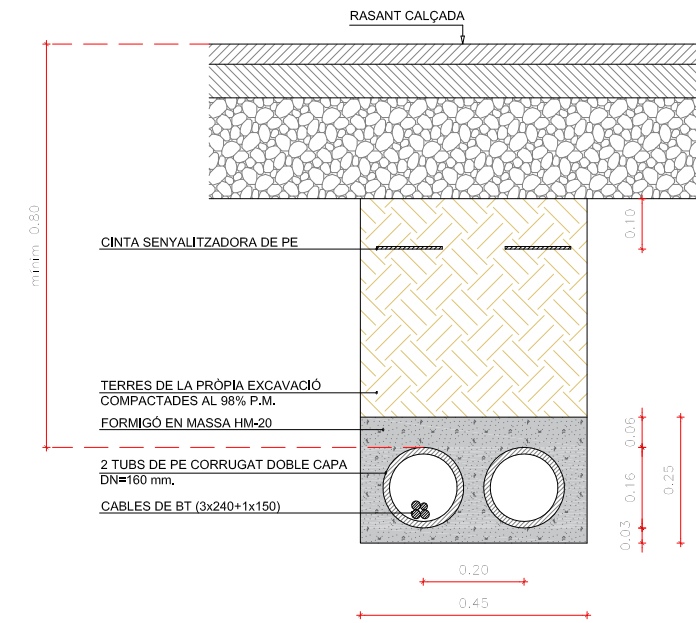 RASANT CALÇADA
mínim 0.80
0.10
CINTA SENYALITZADORA DE PE
TERRES DE LA PRÒPIA EXCAVACIÓ
COMPACTADES AL 98% P.M.
FORMIGÓ EN MASSA HM-20
0.06
2 TUBS DE PE CORRUGAT DOBLE CAPA
DN=160 mm.
0.16
0.25
CABLES DE BT (3x240+1x150)
0.03
0.20
0.45